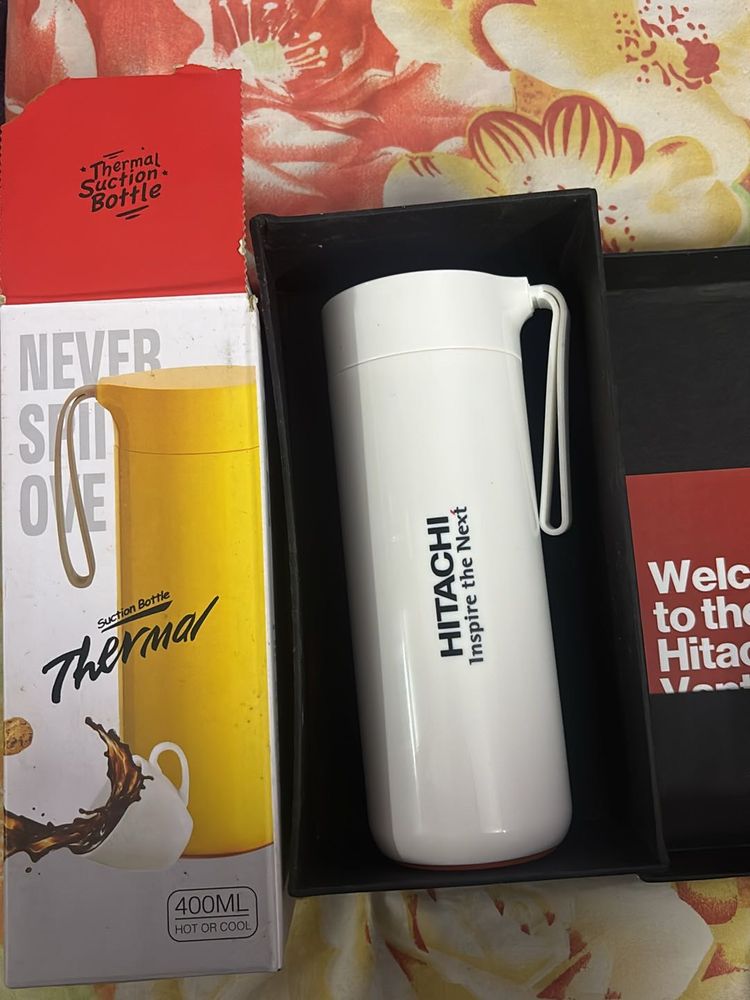 Thermal
Suction
Bottle
NEVER
Suction Bottle
Thermal
400ML
HOT OR COOL
HITACHI
Inspire the Next
Welc
to the
Hitac